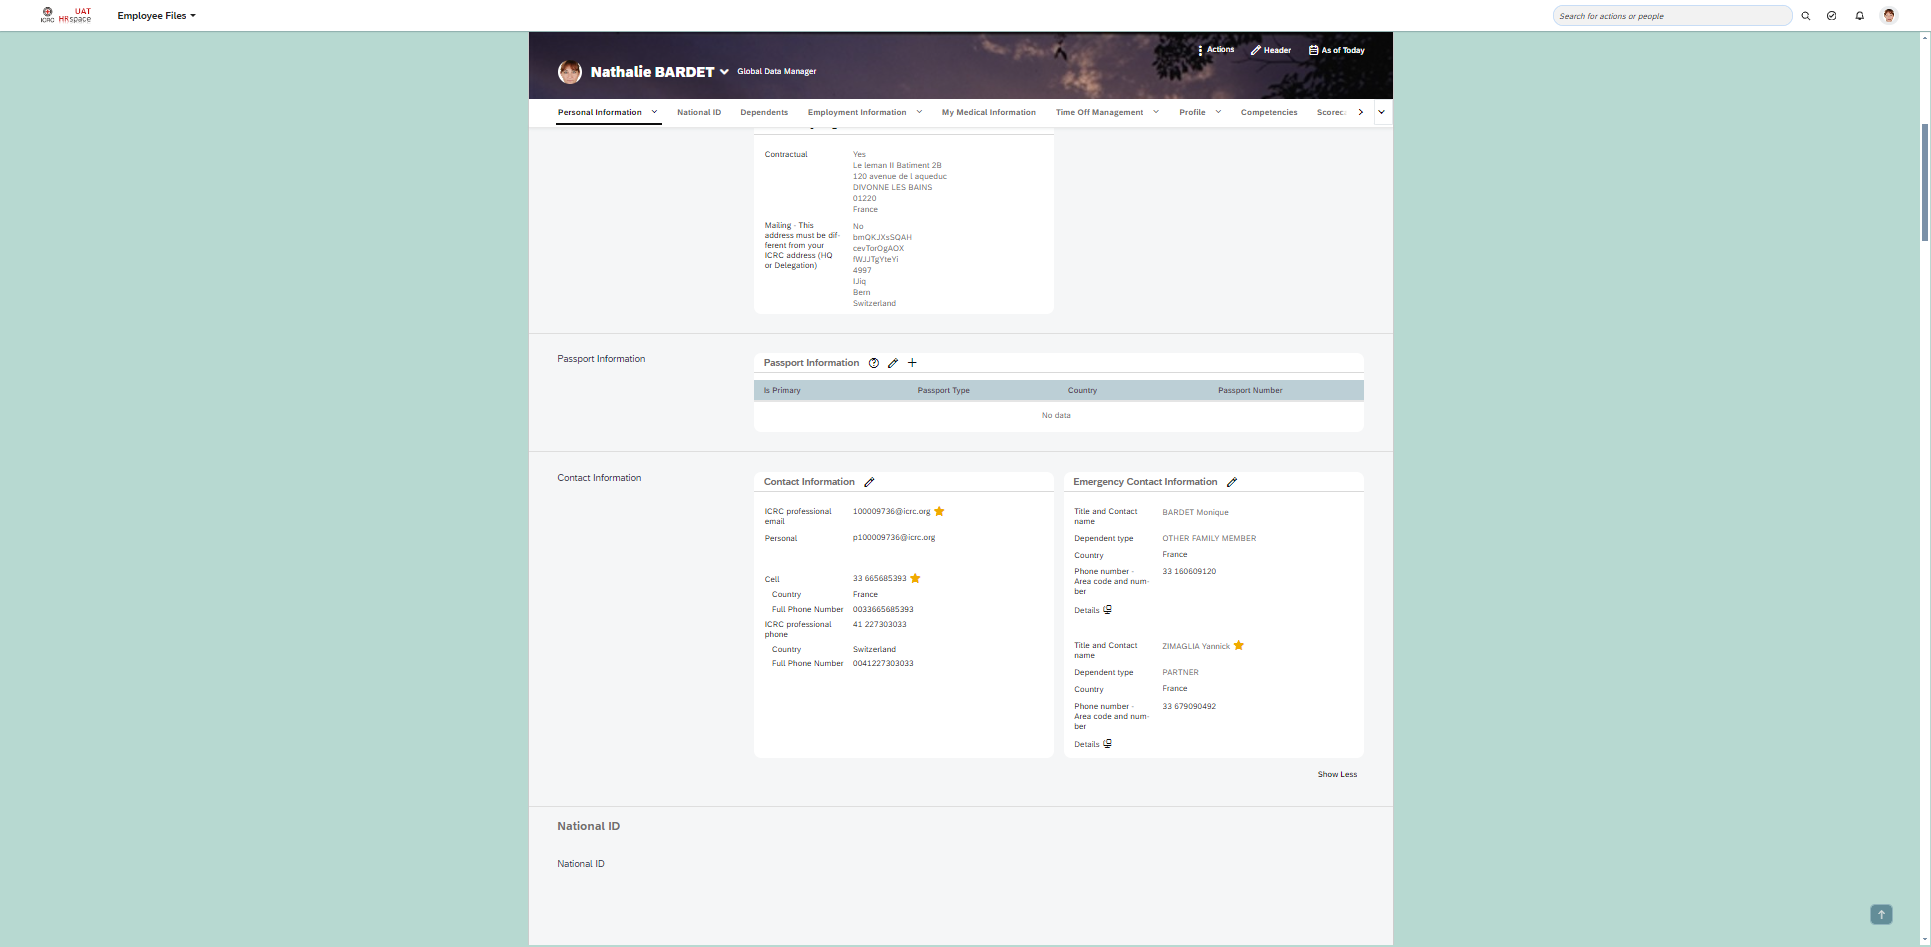 ICRC
UAT
HRspace
Employee Files
Search for actions or people
Actions
Header
As of Today
Nathalie BARDET
Global Data Manager
Personal Information
National ID
Dependents
Employment Information
My Medical Information
Time Off Management
Profile
Competencies
Scorec
Contractual
Yes
Le leman II Batiment 2B
120 avenue de l aqueduc
DIVONNE LES BAINS
01220
France
Mailing - This
address must be dif-
ferent from your
ICRC address (HQ
or Delegation)
No
bmQKJXsSQAH
cevTorOgAOX
fWJJTgYteYi
4997
IJiq
Bern
Switzerland
Passport Information
Passport Information
Is Primary
Passport Type
Country
Passport Number
No data
Contact Information
Contact Information
ICRC professional
email
100009736@icrc.org
Personal
p100009736@icrc.org
Cell
33 665685393
Country
France
Full Phone Number
0033665685393
ICRC professional
phone
41 227303033
Country
Switzerland
Full Phone Number
0041227303033
Emergency Contact Information
Title and Contact
name
BARDET Monique
Dependent type
OTHER FAMILY MEMBER
Country
France
Phone number -
Area code and num-
ber
33 160609120
Details
Title and Contact
name
ZIMAGLIA Yannick
Dependent type
PARTNER
Country
France
Phone number -
Area code and num-
ber
33 679090492
Details
Show Less
National ID
National ID